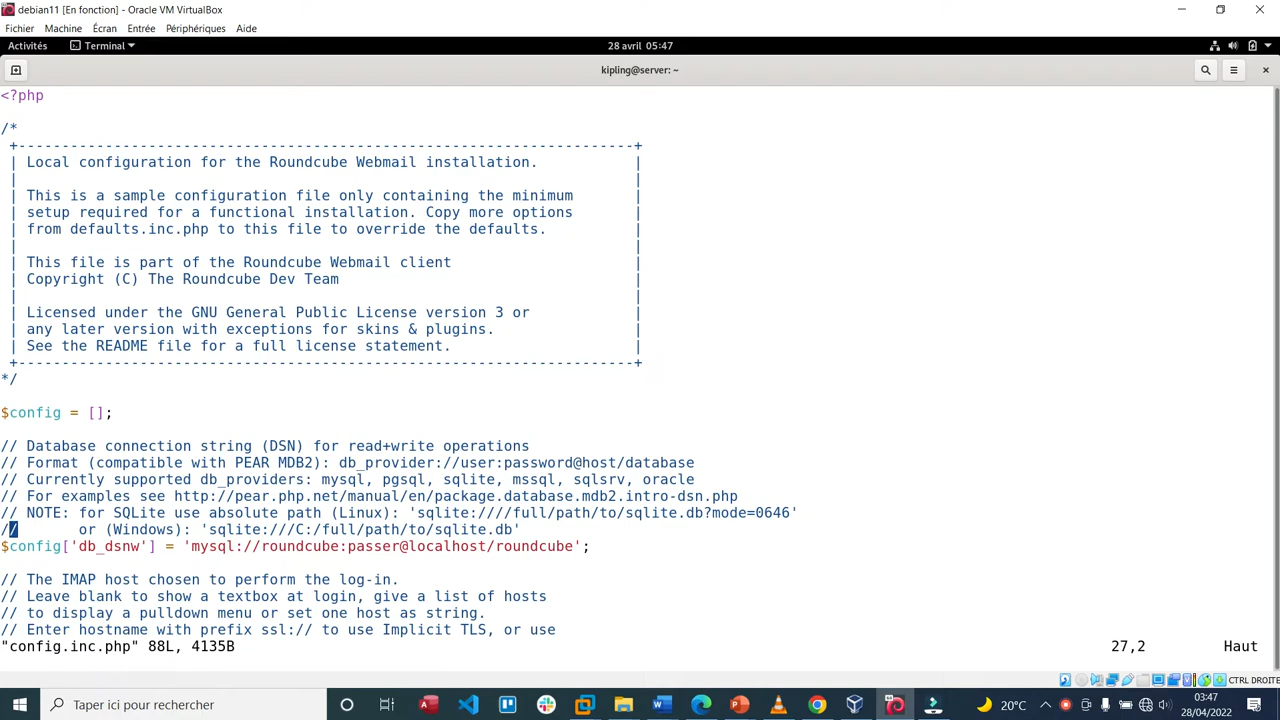 debian11 [En fonction] - Oracle VM VirtualBox
Fichier Machine Écran Entrée Périphériques Aide
Activités Terminal 28 avril 05:47
kipling@server: ~
<?php
/*
+-----------------------------------------------------------------------+
| Local configuration for the Roundcube Webmail installation. |
| |
| This is a sample configuration file only containing the minimum |
| setup required for a functional installation. Copy more options |
| from defaults.inc.php to this file to override the defaults. |
| |
| This file is part of the Roundcube Webmail client |
| Copyright (C) The Roundcube Dev Team |
| |
| Licensed under the GNU General Public License version 3 or |
| any later version with exceptions for skins & plugins. |
| See the README file for a full license statement. |
+-----------------------------------------------------------------------+
*/
$config = [];
// Database connection string (DSN) for read+write operations
// Format (compatible with PEAR MDB2): db_provider://user:password@host/database
// Currently supported db_providers: mysql, pgsql, sqlite, mssql, sqlsrv, oracle
// For examples see http://pear.php.net/manual/en/package.database.mdb2.intro-dsn.php
// NOTE: for SQLite use absolute path (Linux): 'sqlite:////full/path/to/sqlite.db?mode=0646'
// or (Windows): 'sqlite:///C:/full/path/to/sqlite.db'
$config['db_dsnw'] = 'mysql://roundcube:passer@localhost/roundcube';
// The IMAP host chosen to perform the log-in.
// Leave blank to show a textbox at login, give a list of hosts
// to display a pulldown menu or set one host as string.
// Enter hostname with prefix ssl:// to use Implicit TLS, or use
"config.inc.php" 88L, 4135B 27,2 Haut
CTRL DROITE
Taper ici pour rechercher
20°C
03:47
28/04/2022